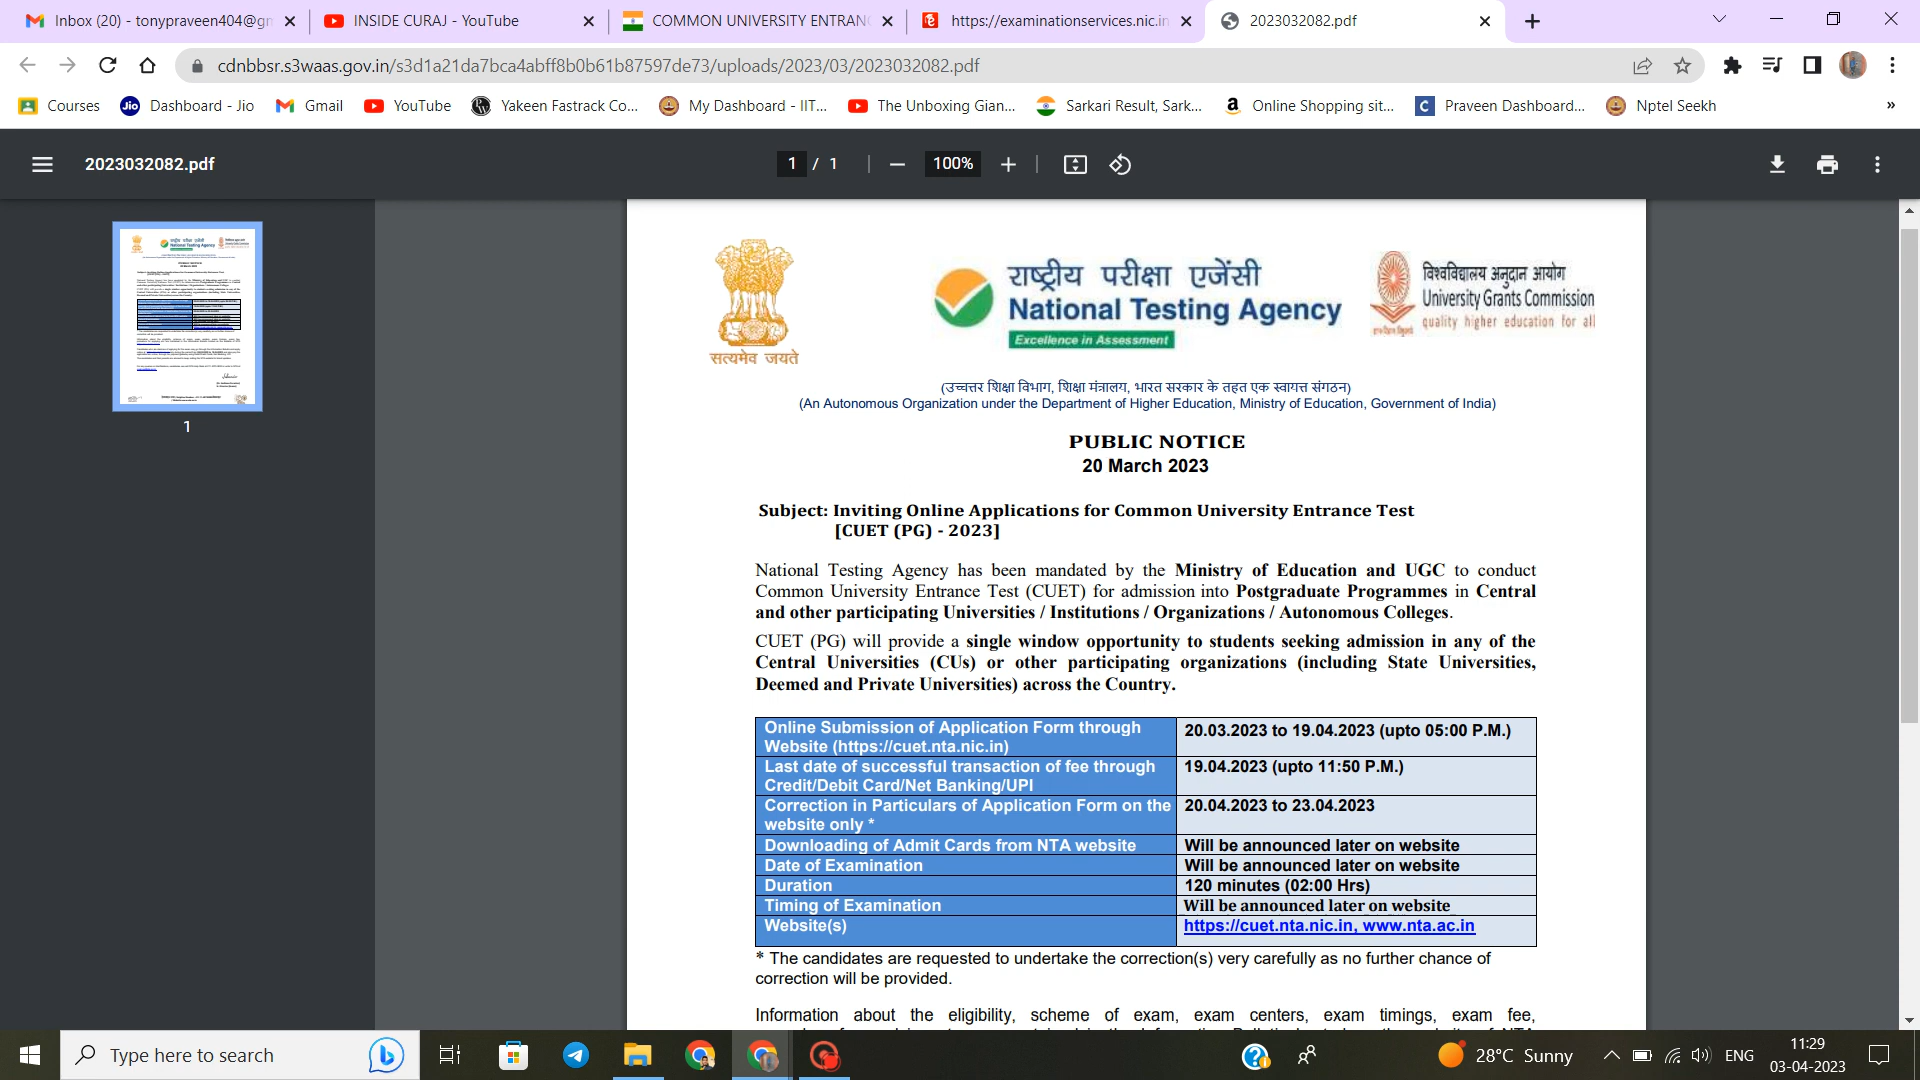 Inbox (20) - tonypraveen404@gm
INSIDE CURAJ - YouTube
COMMON UNIVERSITY ENTRANC
https://examinationservices.nic.in
2023032082.pdf
cdnbbsr.s3waas.gov.in/s3d1a21da7bca4abff8b0b61b87597de73/uploads/2023/03/2023032082.pdf
Courses
Jio Dashboard - Jio
Gmail
YouTube
Yakeen Fastrack Co...
My Dashboard - IIT...
The Unboxing Gian...
Sarkari Result, Sark...
Online Shopping sit...
C Praveen Dashboard...
Nptel Seekh
»
2023032082.pdf
1 / 1
100%
1
सत्यमेव जयते
राष्ट्रीय परीक्षा एजेंसी
National Testing Agency
Excellence in Assessment
विश्वविद्यालय अनुदान आयोग
University Grants Commission
quality higher education for all
(उच्चत्तर शिक्षा विभाग, शिक्षा मंत्रालय, भारत सरकार के तहत एक स्वायत्त संगठन)
(An Autonomous Organization under the Department of Higher Education, Ministry of Education, Government of India)
PUBLIC NOTICE
20 March 2023
Subject: Inviting Online Applications for Common University Entrance Test
[CUET (PG) - 2023]
National Testing Agency has been mandated by the Ministry of Education and UGC to conduct
Common University Entrance Test (CUET) for admission into Postgraduate Programmes in Central
and other participating Universities / Institutions / Organizations / Autonomous Colleges.
CUET (PG) will provide a single window opportunity to students seeking admission in any of the
Central Universities (CUs) or other participating organizations (including State Universities,
Deemed and Private Universities) across the Country.
Online Submission of Application Form through
Website (https://cuet.nta.nic.in)
20.03.2023 to 19.04.2023 (upto 05:00 P.M.)
Last date of successful transaction of fee through
Credit/Debit Card/Net Banking/UPI
19.04.2023 (upto 11:50 P.M.)
Correction in Particulars of Application Form on the
website only *
20.04.2023 to 23.04.2023
Downloading of Admit Cards from NTA website
Will be announced later on website
Date of Examination
Will be announced later on website
Duration
120 minutes (02:00 Hrs)
Timing of Examination
Will be announced later on website
Website(s)
https://cuet.nta.nic.in, www.nta.ac.in
* The candidates are requested to undertake the correction(s) very carefully as no further chance of
correction will be provided.
Information about the eligibility, scheme of exam, exam centers, exam timings, exam fee,
Type here to search
28°C Sunny
ENG
11:29
03-04-2023